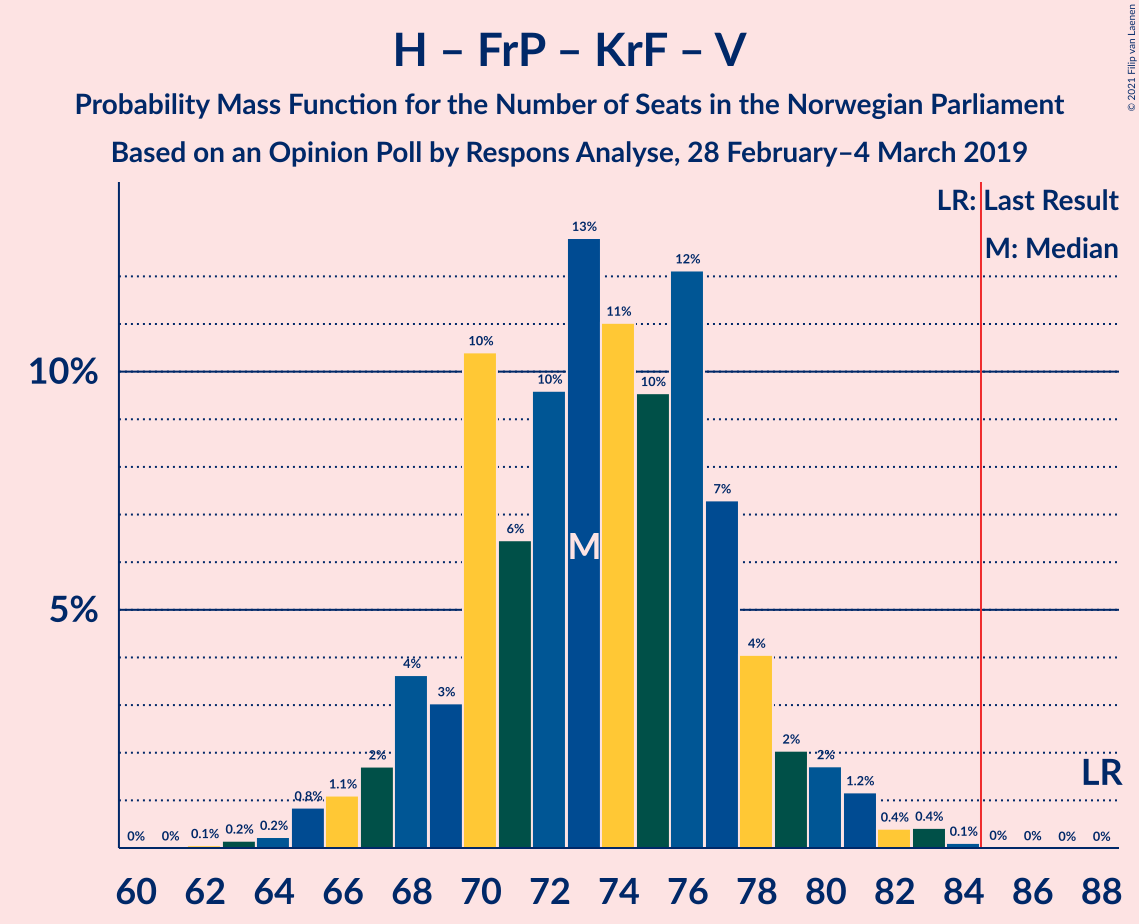 H – FrP – KrF – V
Probability Mass Function for the Number of Seats in the Norwegian Parliament
Based on an Opinion Poll by Respons Analyse, 28 February–4 March 2019
© 2021 Filip van Laenen
LR: Last Result
M: Median
10%
5%
0% 0% 0.1% 0.2% 0.2% 0.8% 1.1% 2% 4% 3% 10% 6% 10% 13% 11% 10% 12% 7% 4% 2% 2% 1.2% 0.4% 0.4% 0.1% 0% 0% 0% 0%
M
LR
60 62 64 66 68 70 72 74 76 78 80 82 84 86 88